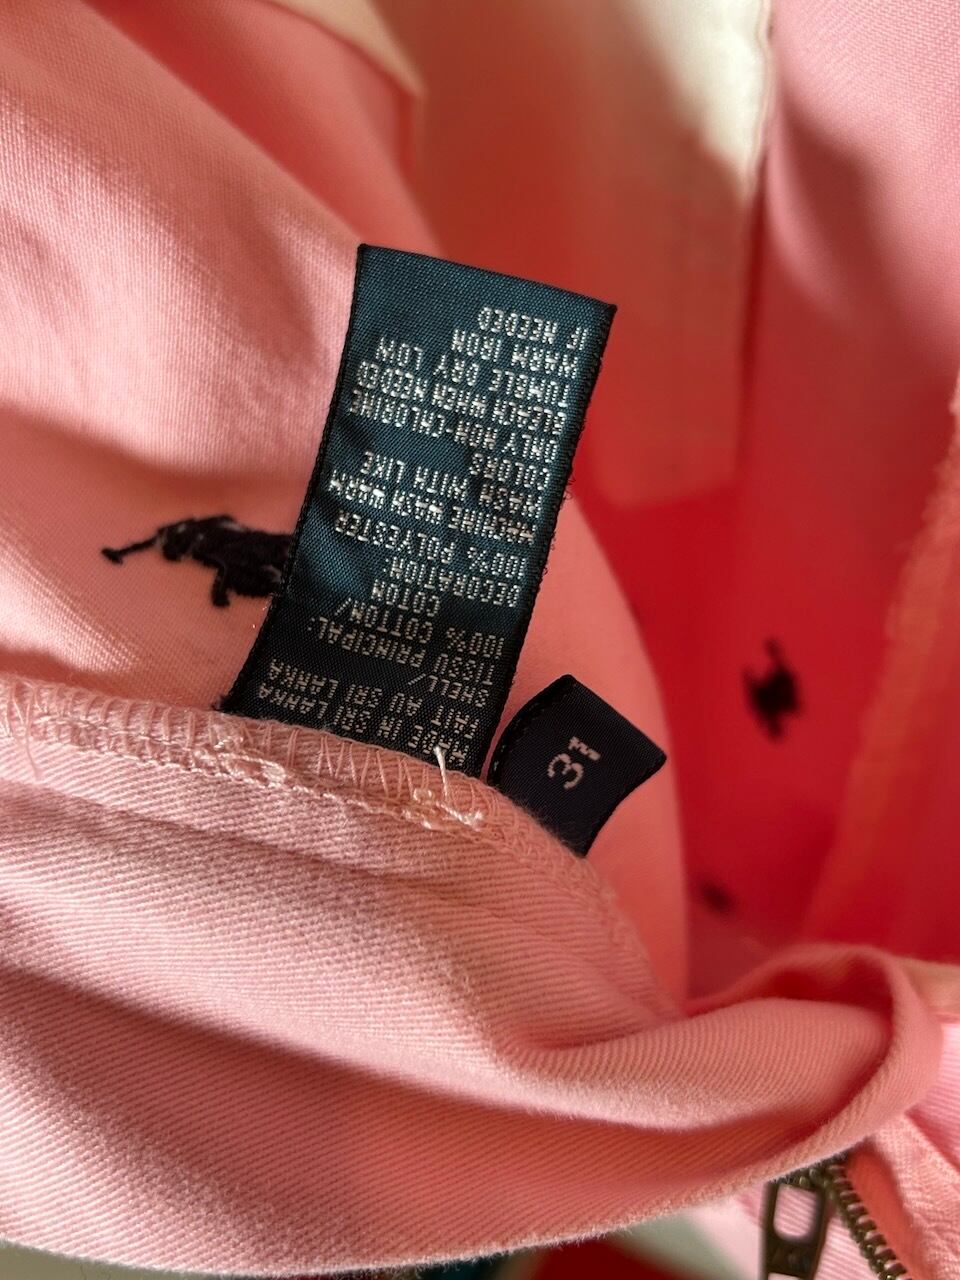 MADE IN SRI LANKA
FAIT AU SRI LANKA
SHELL/
TISSU PRINCIPAL:
100% COTTON/
COTON
DECORATION:
100% POLYESTER
MACHINE WASH WARM
WASH WITH LIKE
COLORS
ONLY NON-CHLORINE
BLEACH WHEN NEEDED
TUMBLE DRY LOW
WARM IRON
IF NEEDED